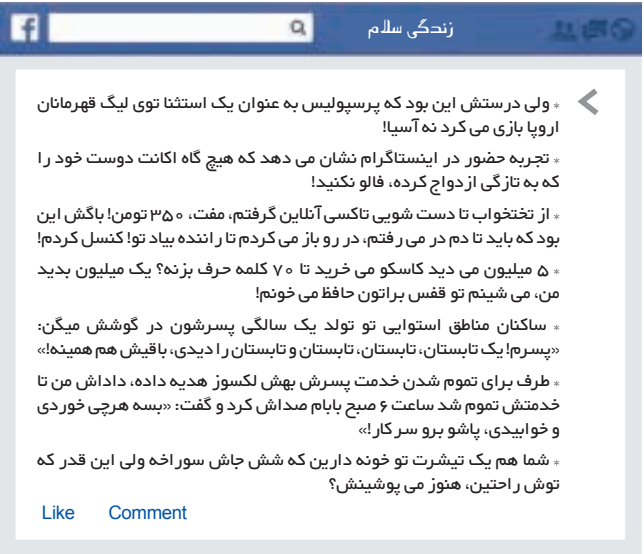 f
زندگی سلام
* ولی درستش این بود که پرسپولیس به عنوان یک استثنا توی لیگ قهرمانان
اروپا بازی می کرد نه آسیا!
* تجربه حضور در اینستاگرام نشان می دهد که هیچ گاه اکانت دوست خود را
که به تازگی ازدواج کرده، فالو نکنید!
* از تختخواب تا دست شویی تاکسی آنلاین گرفتم، مفت، ۳۵۰ تومن! باگش این
بود که باید تا دم در می رفتم، در رو باز می کردم تا راننده بیاد تو! کنسل کردم!
* ۵ میلیون می دید کاسکو می خرید تا ۷۰ کلمه حرف بزنه؟ یک میلیون بدید
من، می شینم تو قفس براتون حافظ می خونم!
* ساکنان مناطق استوایی تو تولد یک سالگی پسرشون در گوشش میگن:
«پسرم! یک تابستان، تابستان، تابستان و تابستان را دیدی، باقیش هم همینه!»
* طرف برای تموم شدن خدمت پسرش بهش لکسوز هدیه داده، داداش من تا
خدمتش تموم شد ساعت ۶ صبح بابام صداش کرد و گفت: «بسه هرچی خوردی
و خوابیدی، پاشو برو سر کار!»
* شما هم یک تیشرت تو خونه دارین که شش جاش سوراخه ولی این قدر که
توش راحتین، هنوز می پوشینش؟
Like Comment